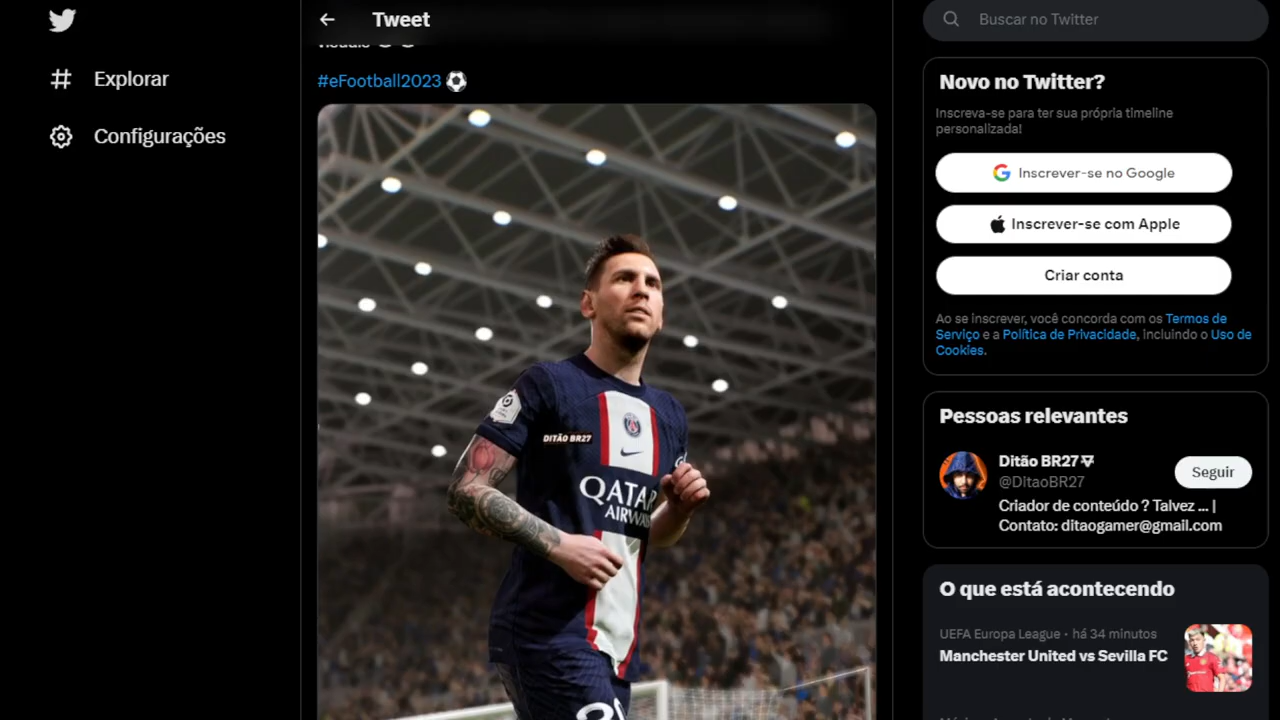 Explorar
Configurações
Tweet
#eFootball2023
DITÃO BR27
QATAR
AIRWAYS
30
Buscar no Twitter
Novo no Twitter?
Inscreva-se para ter sua própria timeline
personalizada!
Inscrever-se no Google
Inscrever-se com Apple
Criar conta
Ao se inscrever, você concorda com os Termos de
Serviço e a Política de Privacidade, incluindo o Uso de
Cookies.
Pessoas relevantes
Ditão BR27
@DitaoBR27
Seguir
Criador de conteúdo ? Talvez ... |
Contato: ditaogamer@gmail.com
O que está acontecendo
UEFA Europa League · há 34 minutos
Manchester United vs Sevilla FC